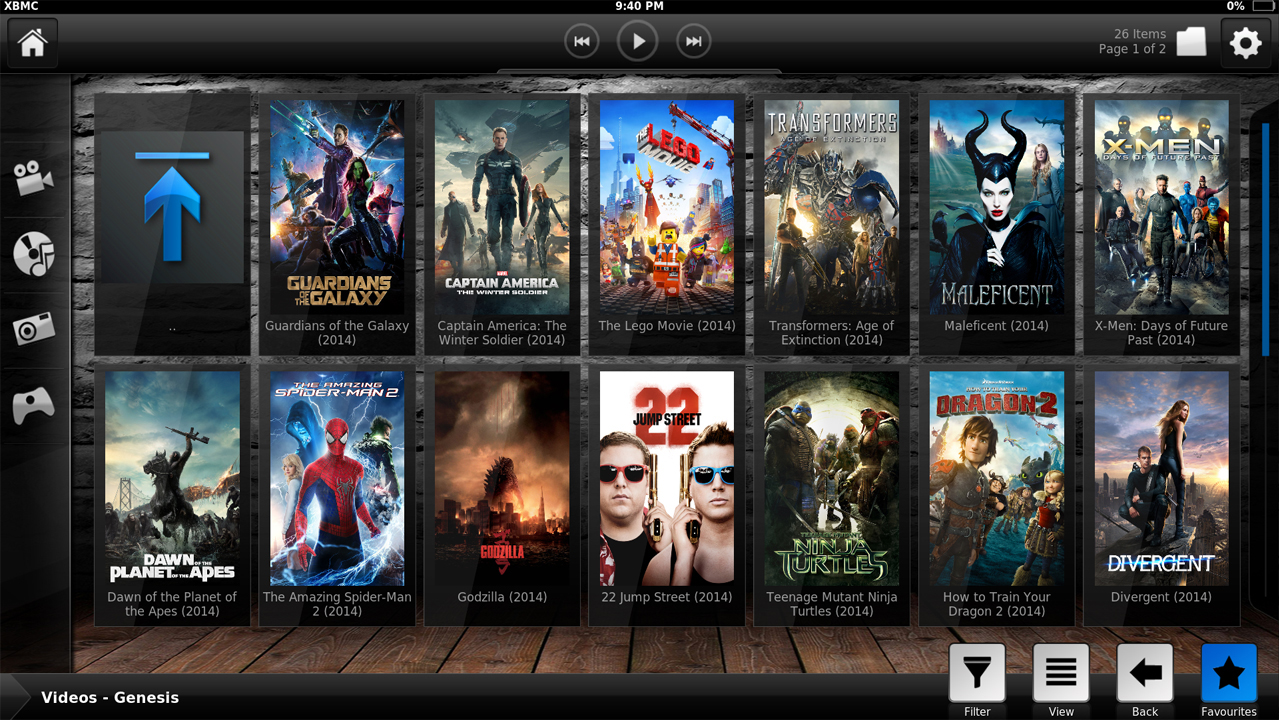 XBMC
9:40 PM
0%
26 Items
Page 1 of 2
GUARDIANS
OF THE GALAXY
CAPTAIN AMERICA
THE WINTER SOLDIER
THE
LEGO
MOVIE
TRANSFORMERS
AGE OF EXTINCTION
MALEFICENT
X-MEN
DAYS OF FUTURE PAST
..
Guardians of the Galaxy
(2014)
Captain America: The
Winter Soldier (2014)
The Lego Movie (2014)
Transformers: Age of
Extinction (2014)
Maleficent (2014)
X-Men: Days of Future
Past (2014)
DAWN OF THE
PLANET OF THE APES
THE AMAZING
SPIDER-MAN 2
GODZILLA
22
JUMP STREET
TEENAGE MUTANT
NINJA
TURTLES
HOW TO TRAIN YOUR
DRAGON 2
DIVERGENT
Dawn of the Planet of
the Apes (2014)
The Amazing Spider-Man
2 (2014)
Godzilla (2014)
22 Jump Street (2014)
Teenage Mutant Ninja
Turtles (2014)
How to Train Your
Dragon 2 (2014)
Divergent (2014)
Videos - Genesis
Filter
View
Back
Favourites